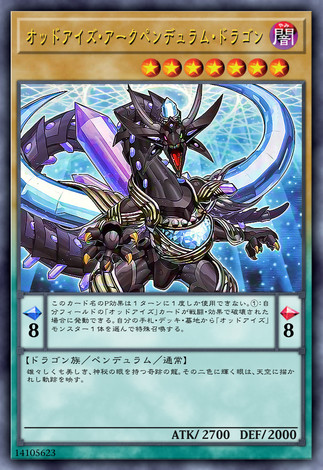 オッドアイズ・アークペンデュラム・ドラゴン
闇
やみ
このカード名のP効果は1ターンに1度しか使用できない。①:自
分フィールドの「オッドアイズ」カードが戦闘・効果で破壊された
場合に発動できる。自分の手札・デッキ・墓地から「オッドアイズ」
モンスター1体を選んで特殊召喚する。
8
8
【ドラゴン族/ペンデュラム/通常】
雄々しくも美しき、神秘の眼を持つ奇跡の龍。その二色に輝く眼は、天空に描か
れし軌跡を映す。
ATK/ 2700 DEF/2000
14105623